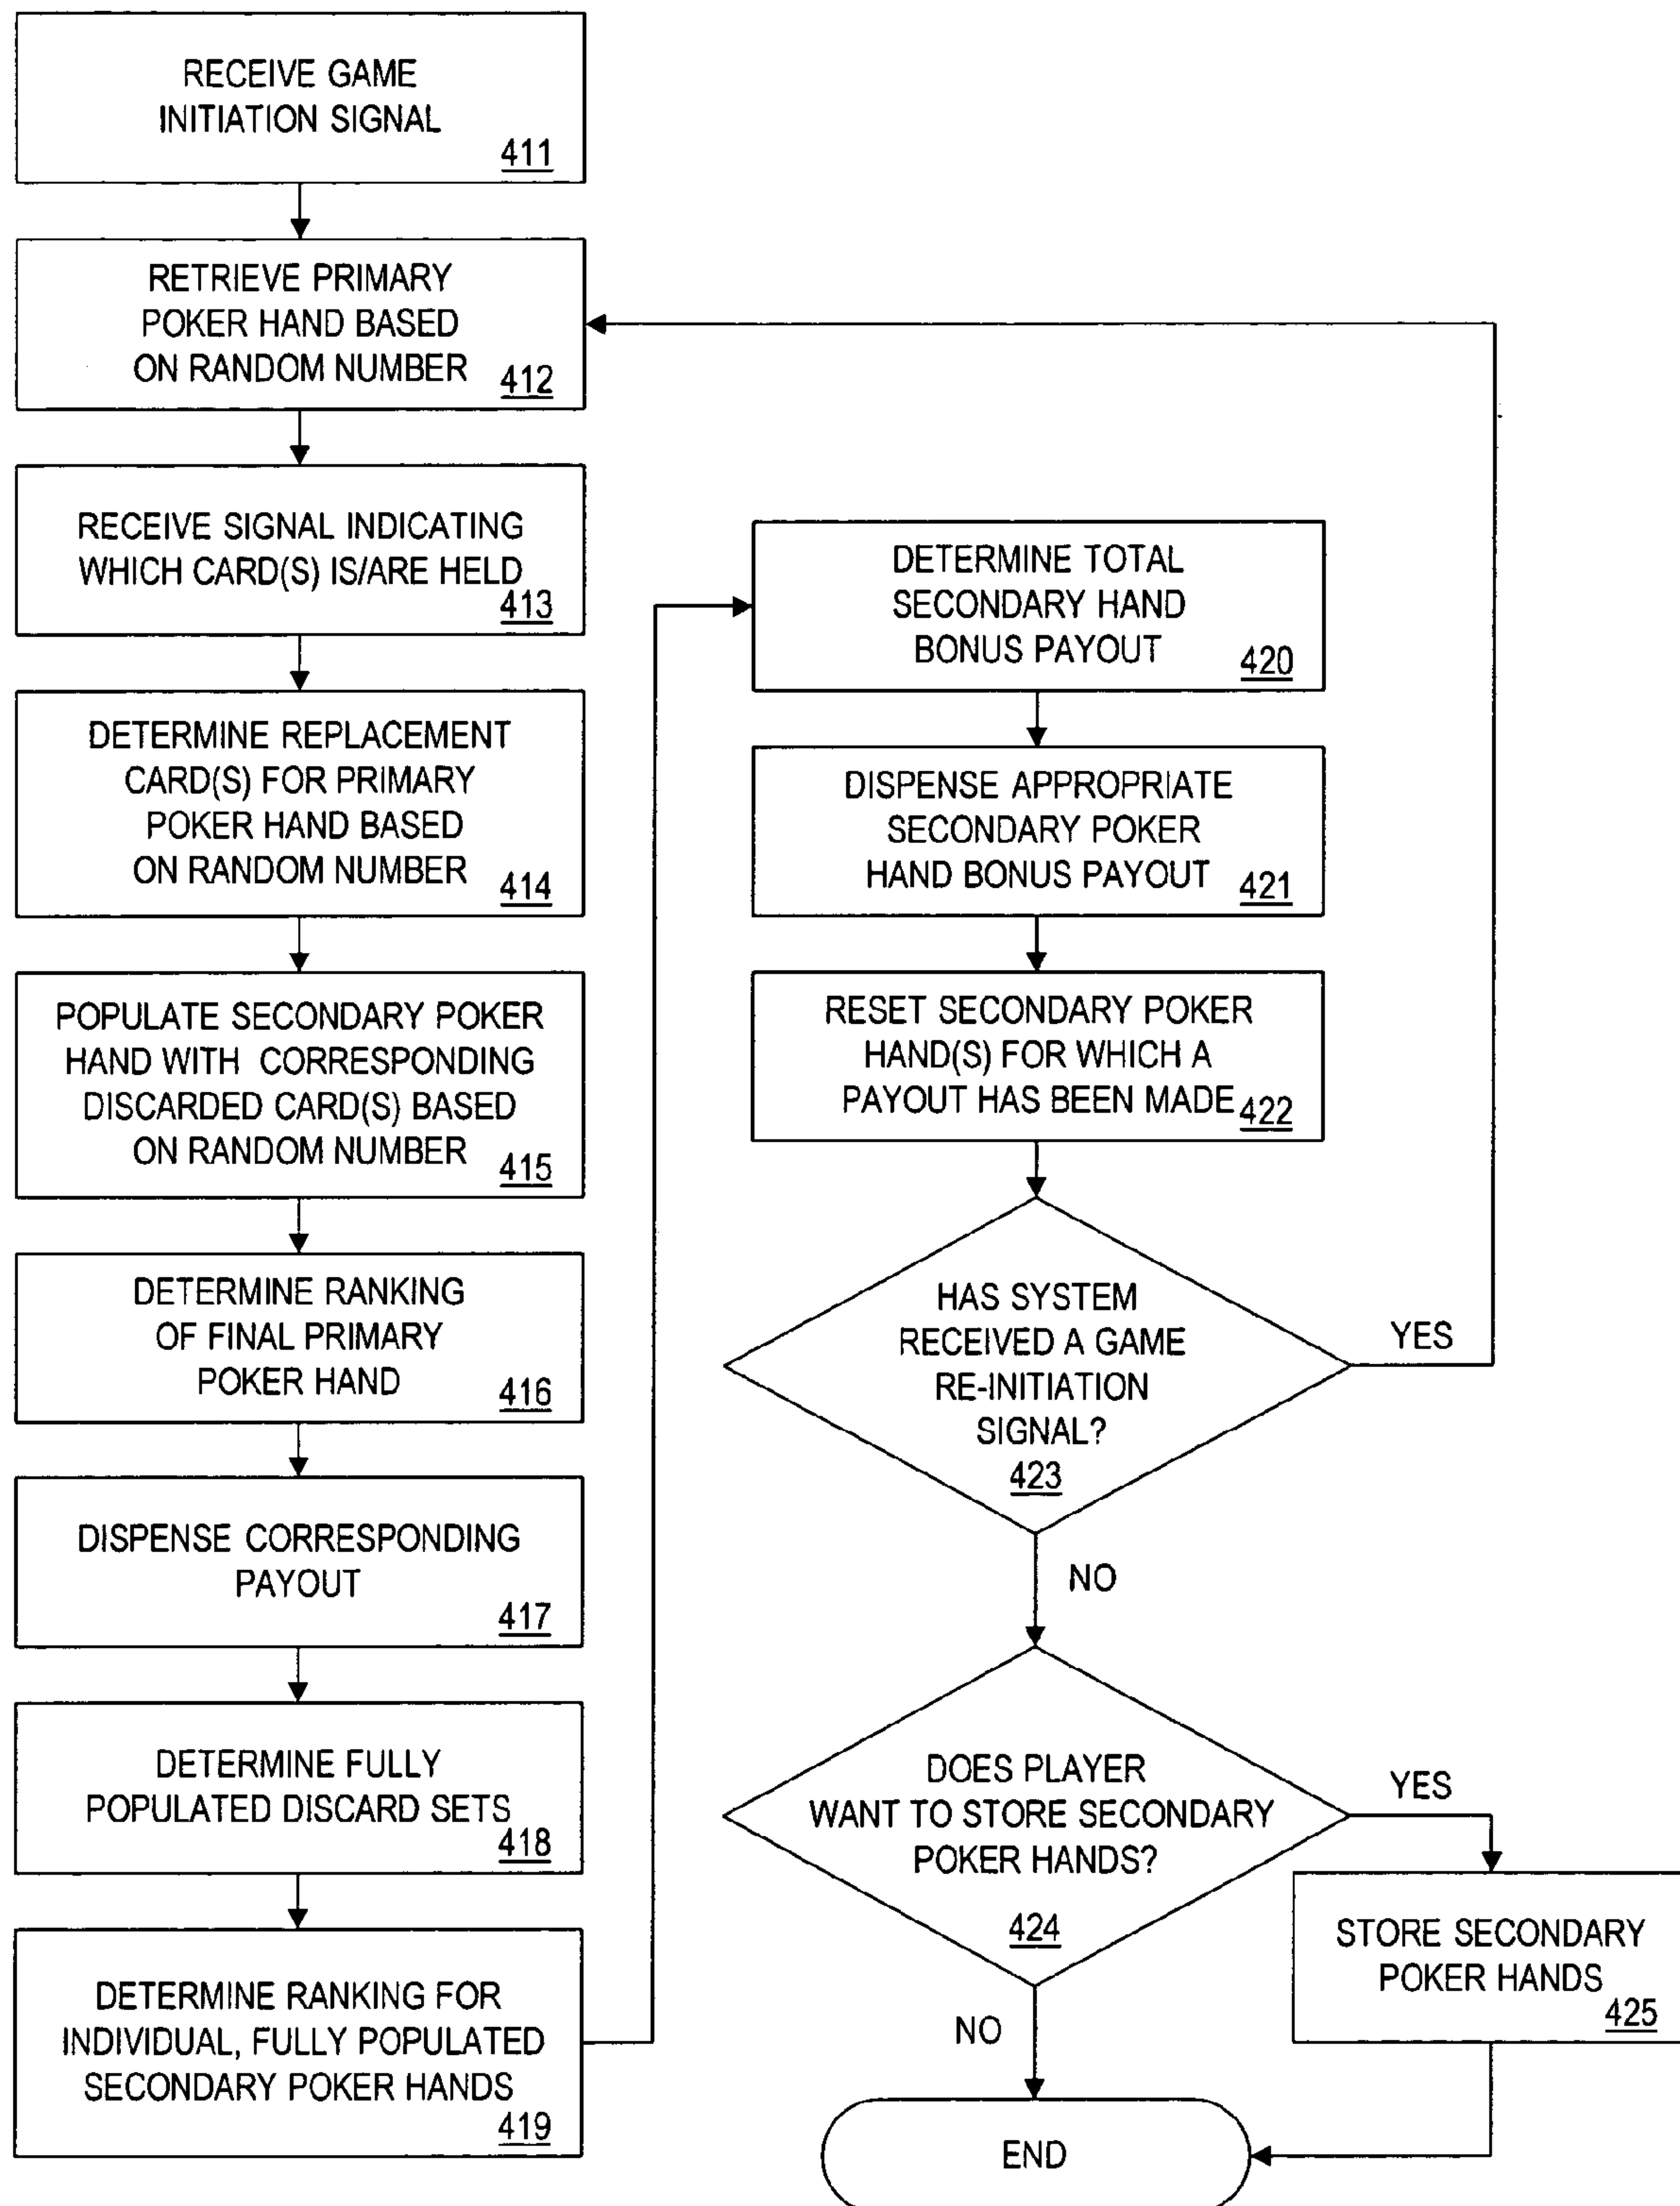 RECEIVE GAME
INITIATION SIGNAL
411
RETRIEVE PRIMARY
POKER HAND BASED
ON RANDOM NUMBER
412
RECEIVE SIGNAL INDICATING
WHICH CARD(S) IS/ARE HELD
413
DETERMINE REPLACEMENT
CARD(S) FOR PRIMARY
POKER HAND BASED
ON RANDOM NUMBER
414
POPULATE SECONDARY POKER
HAND WITH CORRESPONDING
DISCARDED CARD(S) BASED
ON RANDOM NUMBER
415
DETERMINE RANKING
OF FINAL PRIMARY
POKER HAND
416
DISPENSE CORRESPONDING
PAYOUT
417
DETERMINE FULLY
POPULATED DISCARD SETS
418
DETERMINE RANKING FOR
INDIVIDUAL, FULLY POPULATED
SECONDARY POKER HANDS
419
DETERMINE TOTAL
SECONDARY HAND
BONUS PAYOUT
420
DISPENSE APPROPRIATE
SECONDARY POKER
HAND BONUS PAYOUT
421
RESET SECONDARY POKER
HAND(S) FOR WHICH A
PAYOUT HAS BEEN MADE
422
HAS SYSTEM
RECEIVED A GAME
RE-INITIATION
SIGNAL?
423
YES
NO
DOES PLAYER
WANT TO STORE SECONDARY
POKER HANDS?
424
YES
STORE SECONDARY
POKER HANDS
425
NO
END